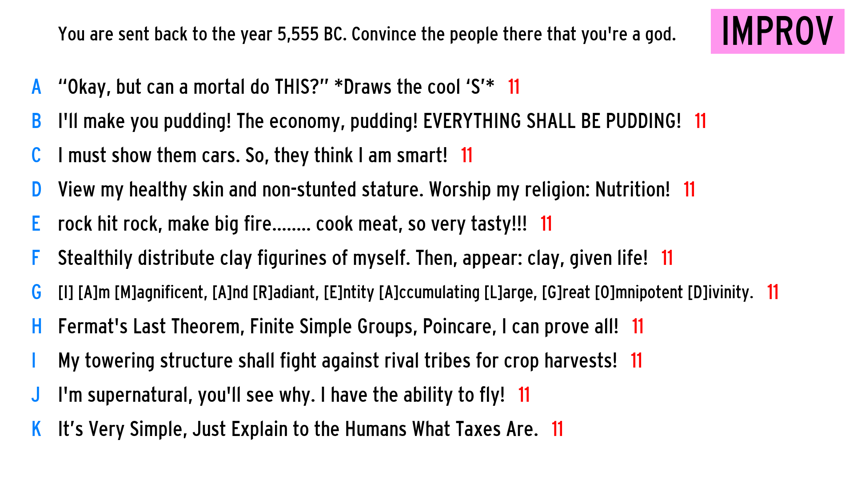 You are sent back to the year 5,555 BC. Convince the people there that you're a god.
IMPROV
A “Okay, but can a mortal do THIS?” *Draws the cool ‘S’* 11
B I'll make you pudding! The economy, pudding! EVERYTHING SHALL BE PUDDING! 11
C I must show them cars. So, they think I am smart! 11
D View my healthy skin and non-stunted stature. Worship my religion: Nutrition! 11
E rock hit rock, make big fire........ cook meat, so very tasty!!! 11
F Stealthily distribute clay figurines of myself. Then, appear: clay, given life! 11
G [I] [A]m [M]agnificent, [A]nd [R]adiant, [E]ntity [A]ccumulating [L]arge, [G]reat [O]mnipotent [D]ivinity. 11
H Fermat's Last Theorem, Finite Simple Groups, Poincare, I can prove all! 11
I My towering structure shall fight against rival tribes for crop harvests! 11
J I'm supernatural, you'll see why. I have the ability to fly! 11
K It’s Very Simple, Just Explain to the Humans What Taxes Are. 11